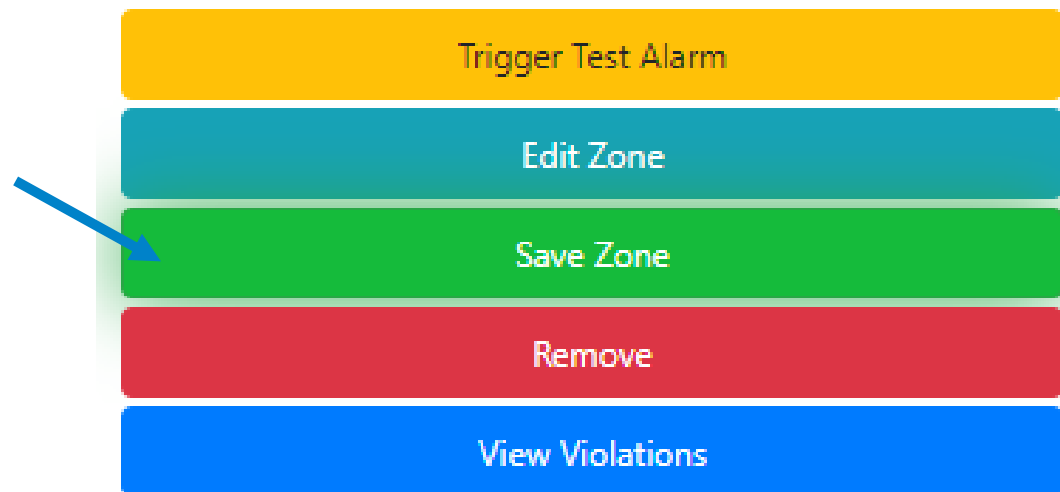 Trigger Test Alarm
Edit Zone
Save Zone
Remove
View Violations